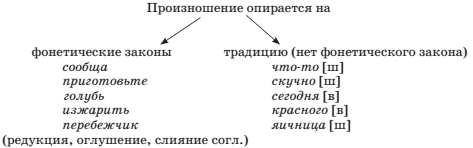 Произношение опирается на
фонетические законы традицию (нет фонетического закона)
сообща что-то [ш]
приготовьте скучно [ш]
голубь сегодня [в]
изжарить красного [в]
перебежчик яичница [ш]
(редукция, оглушение, слияние согл.)